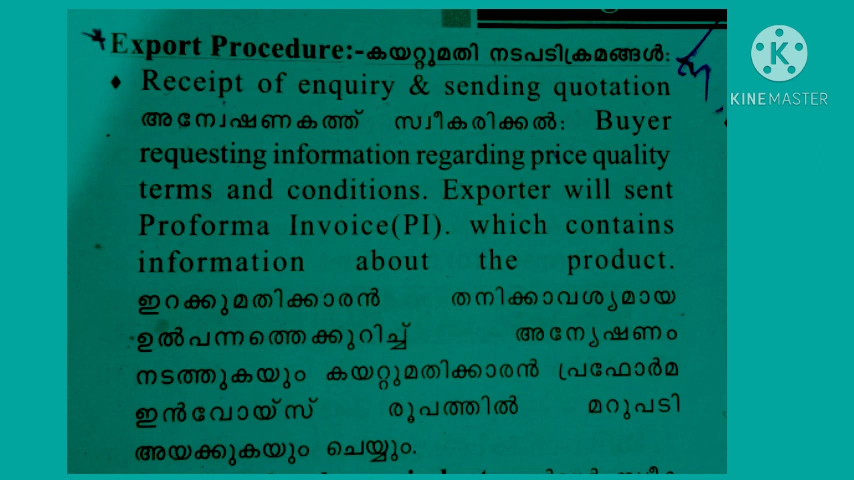 Export Procedure:-കയറ്റുമതി നടപടിക്രമങ്ങൾ:
♦ Receipt of enquiry & sending quotation
അന്വേഷണകത്ത് സ്വീകരിക്കൽ: Buyer
requesting information regarding price quality
terms and conditions. Exporter will sent
Proforma Invoice(PI). which contains
information about the product.
ഇറക്കുമതിക്കാരൻ തനിക്കാവശ്യമായ
ഉൽപന്നത്തെക്കുറിച്ച് അന്വേഷണം
നടത്തുകയും കയറ്റുമതിക്കാരൻ പ്രഫോർമ
ഇൻവോയ്സ് രൂപത്തിൽ മറുപടി
അയക്കുകയും ചെയ്യും.
KINEMASTER